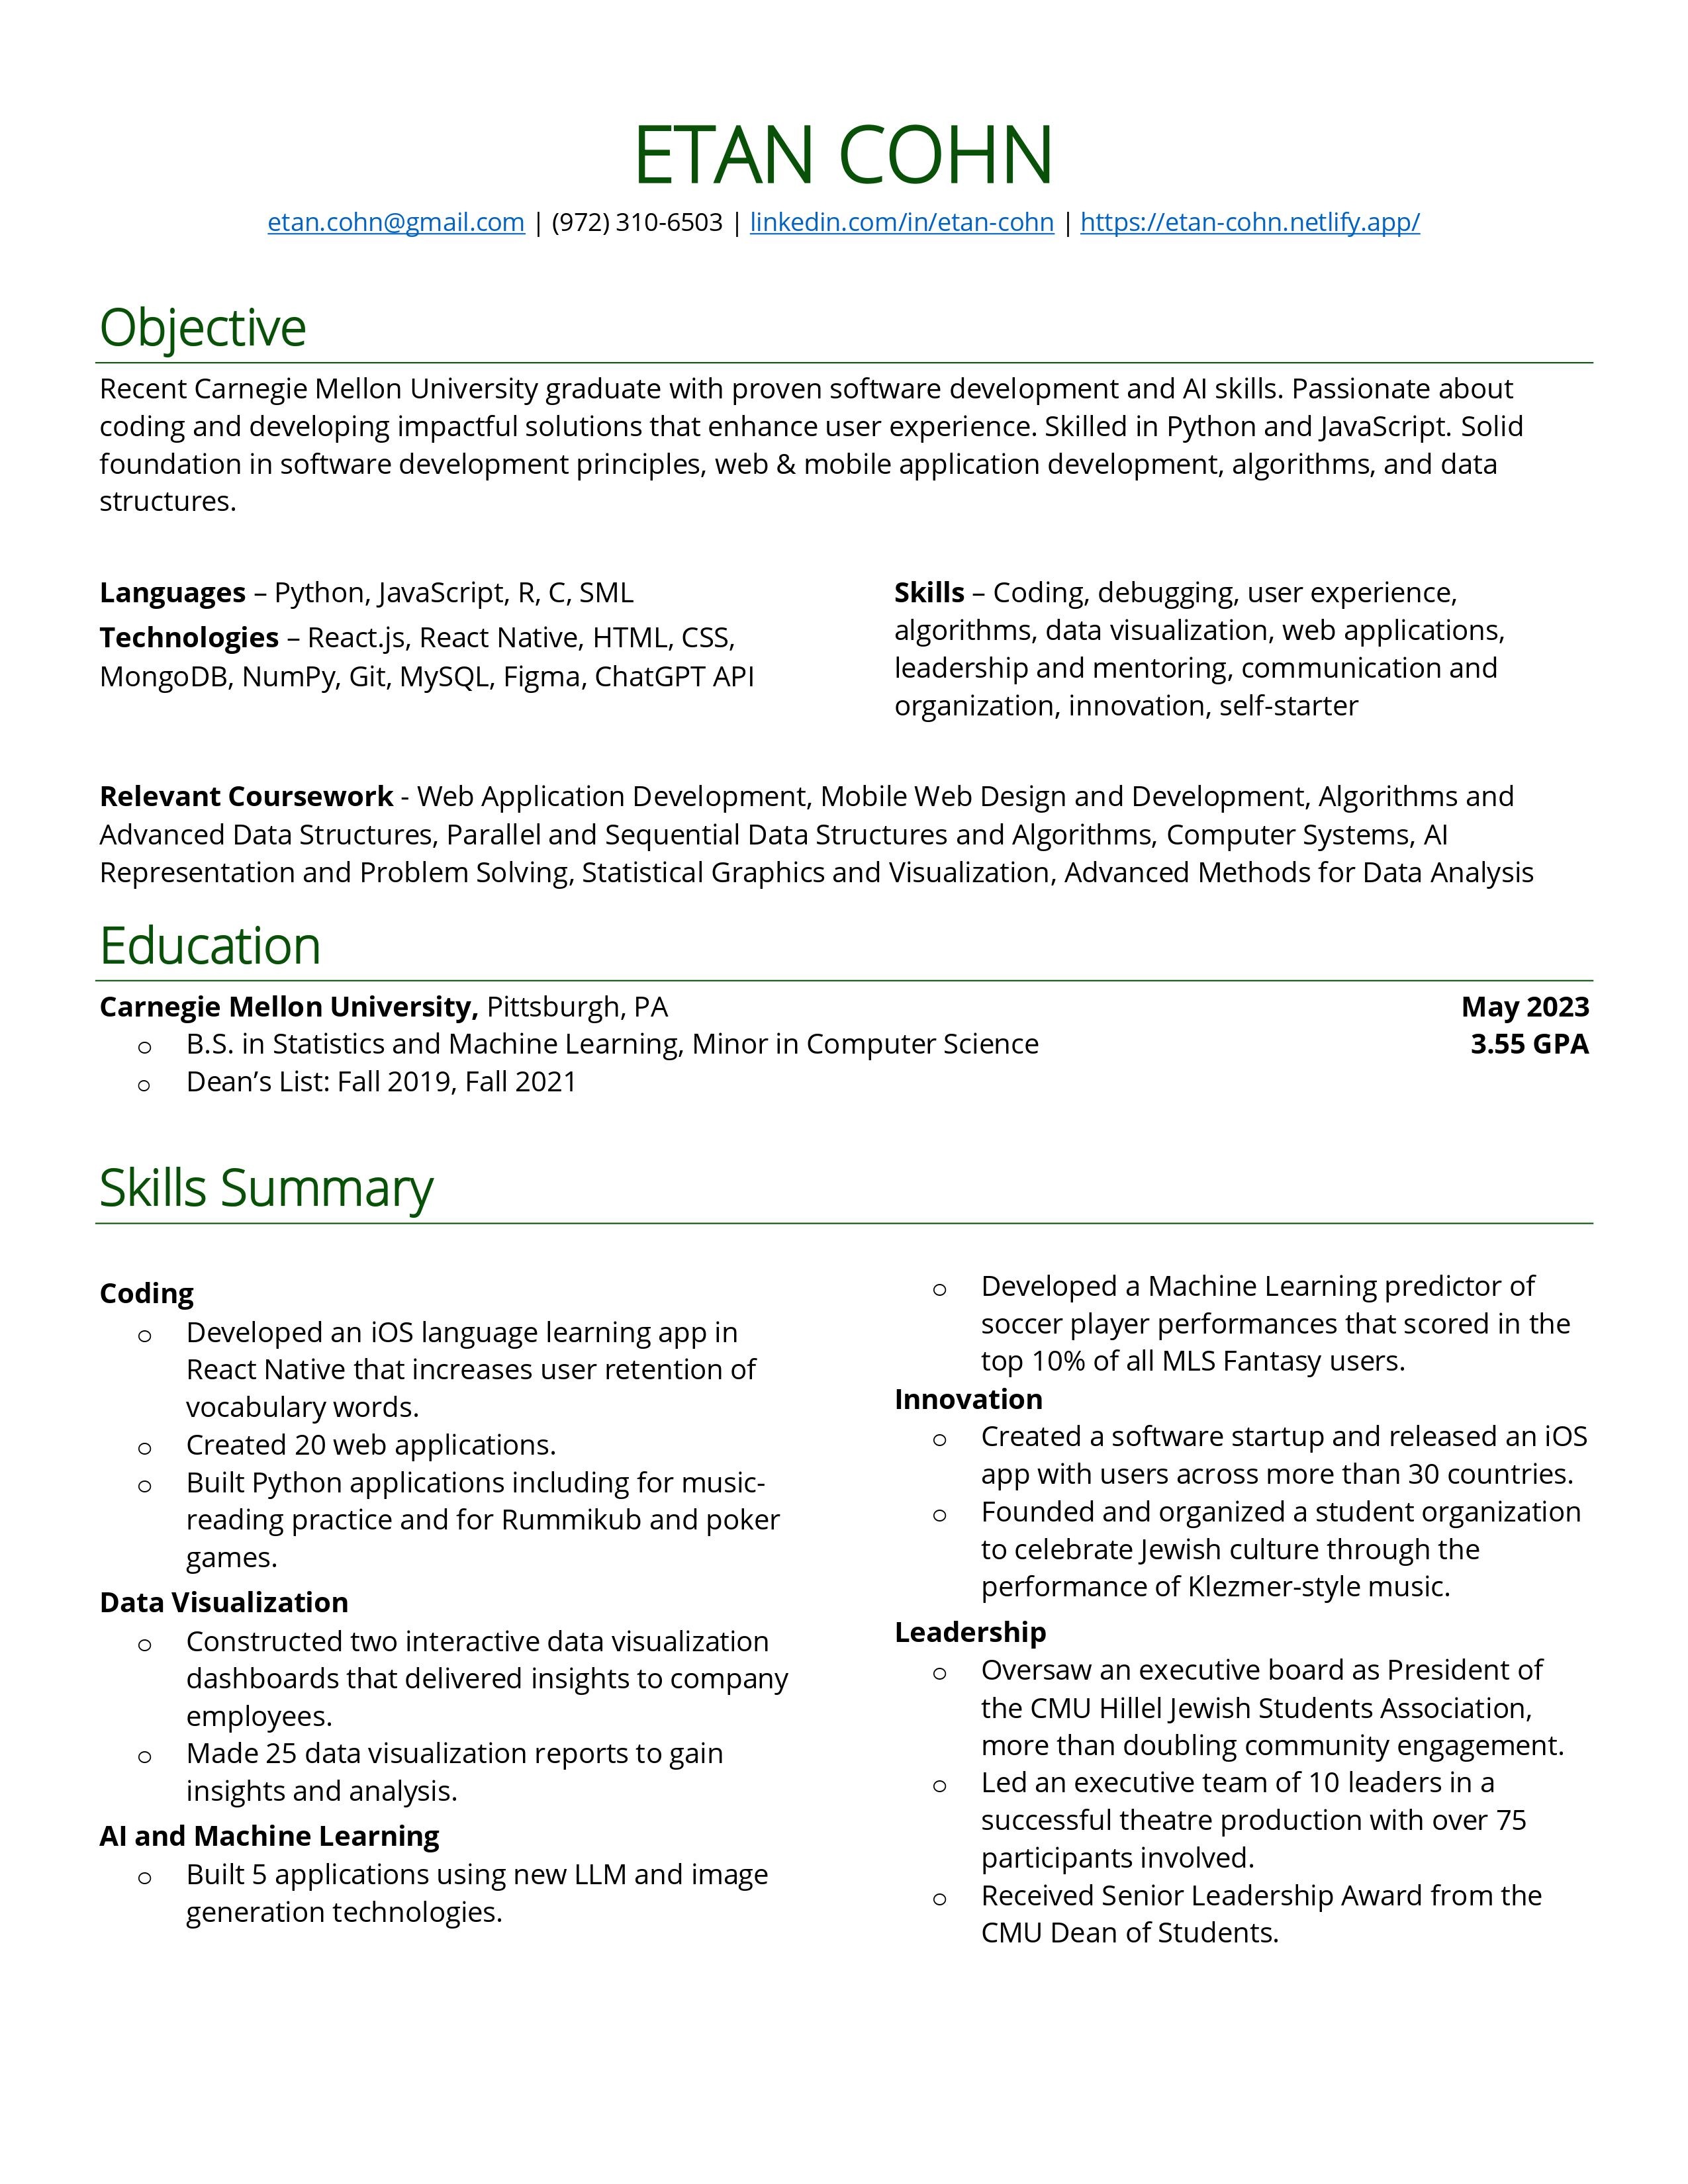 ETAN COHN
etan.cohn@gmail.com | (972) 310-6503 | linkedin.com/in/etan-cohn | https://etan-cohn.netlify.app/
Objective
Recent Carnegie Mellon University graduate with proven software development and AI skills. Passionate about
coding and developing impactful solutions that enhance user experience. Skilled in Python and JavaScript. Solid
foundation in software development principles, web & mobile application development, algorithms, and data
structures.
Languages – Python, JavaScript, R, C, SML
Technologies – React.js, React Native, HTML, CSS,
MongoDB, NumPy, Git, MySQL, Figma, ChatGPT API
Skills – Coding, debugging, user experience,
algorithms, data visualization, web applications,
leadership and mentoring, communication and
organization, innovation, self-starter
Relevant Coursework - Web Application Development, Mobile Web Design and Development, Algorithms and
Advanced Data Structures, Parallel and Sequential Data Structures and Algorithms, Computer Systems, AI
Representation and Problem Solving, Statistical Graphics and Visualization, Advanced Methods for Data Analysis
Education
Carnegie Mellon University, Pittsburgh, PA May 2023
o B.S. in Statistics and Machine Learning, Minor in Computer Science 3.55 GPA
o Dean’s List: Fall 2019, Fall 2021
Skills Summary
Coding
o Developed an iOS language learning app in
React Native that increases user retention of
vocabulary words.
o Created 20 web applications.
o Built Python applications including for music-
reading practice and for Rummikub and poker
games.
Data Visualization
o Constructed two interactive data visualization
dashboards that delivered insights to company
employees.
o Made 25 data visualization reports to gain
insights and analysis.
AI and Machine Learning
o Built 5 applications using new LLM and image
generation technologies.
o Developed a Machine Learning predictor of
soccer player performances that scored in the
top 10% of all MLS Fantasy users.
Innovation
o Created a software startup and released an iOS
app with users across more than 30 countries.
o Founded and organized a student organization
to celebrate Jewish culture through the
performance of Klezmer-style music.
Leadership
o Oversaw an executive board as President of
the CMU Hillel Jewish Students Association,
more than doubling community engagement.
o Led an executive team of 10 leaders in a
successful theatre production with over 75
participants involved.
o Received Senior Leadership Award from the
CMU Dean of Students.